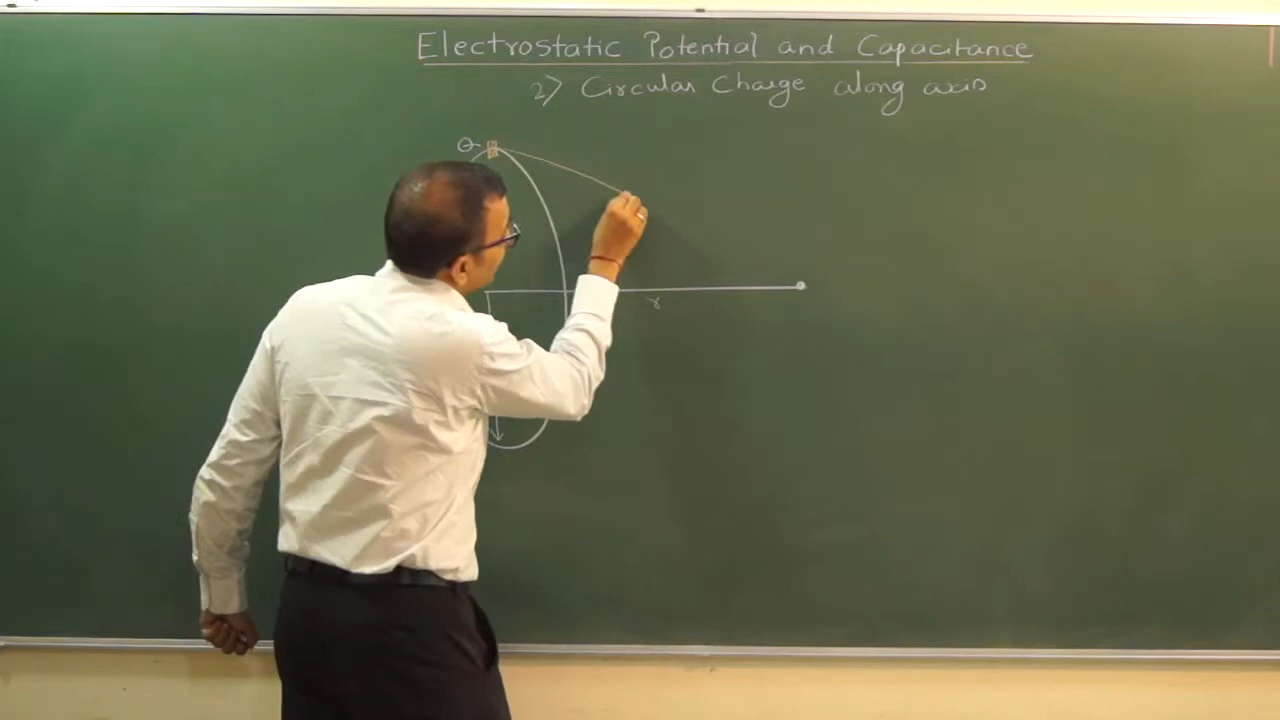 Electrostatic Potential and Capacitance
2) Circular Charge along axis
Q
r